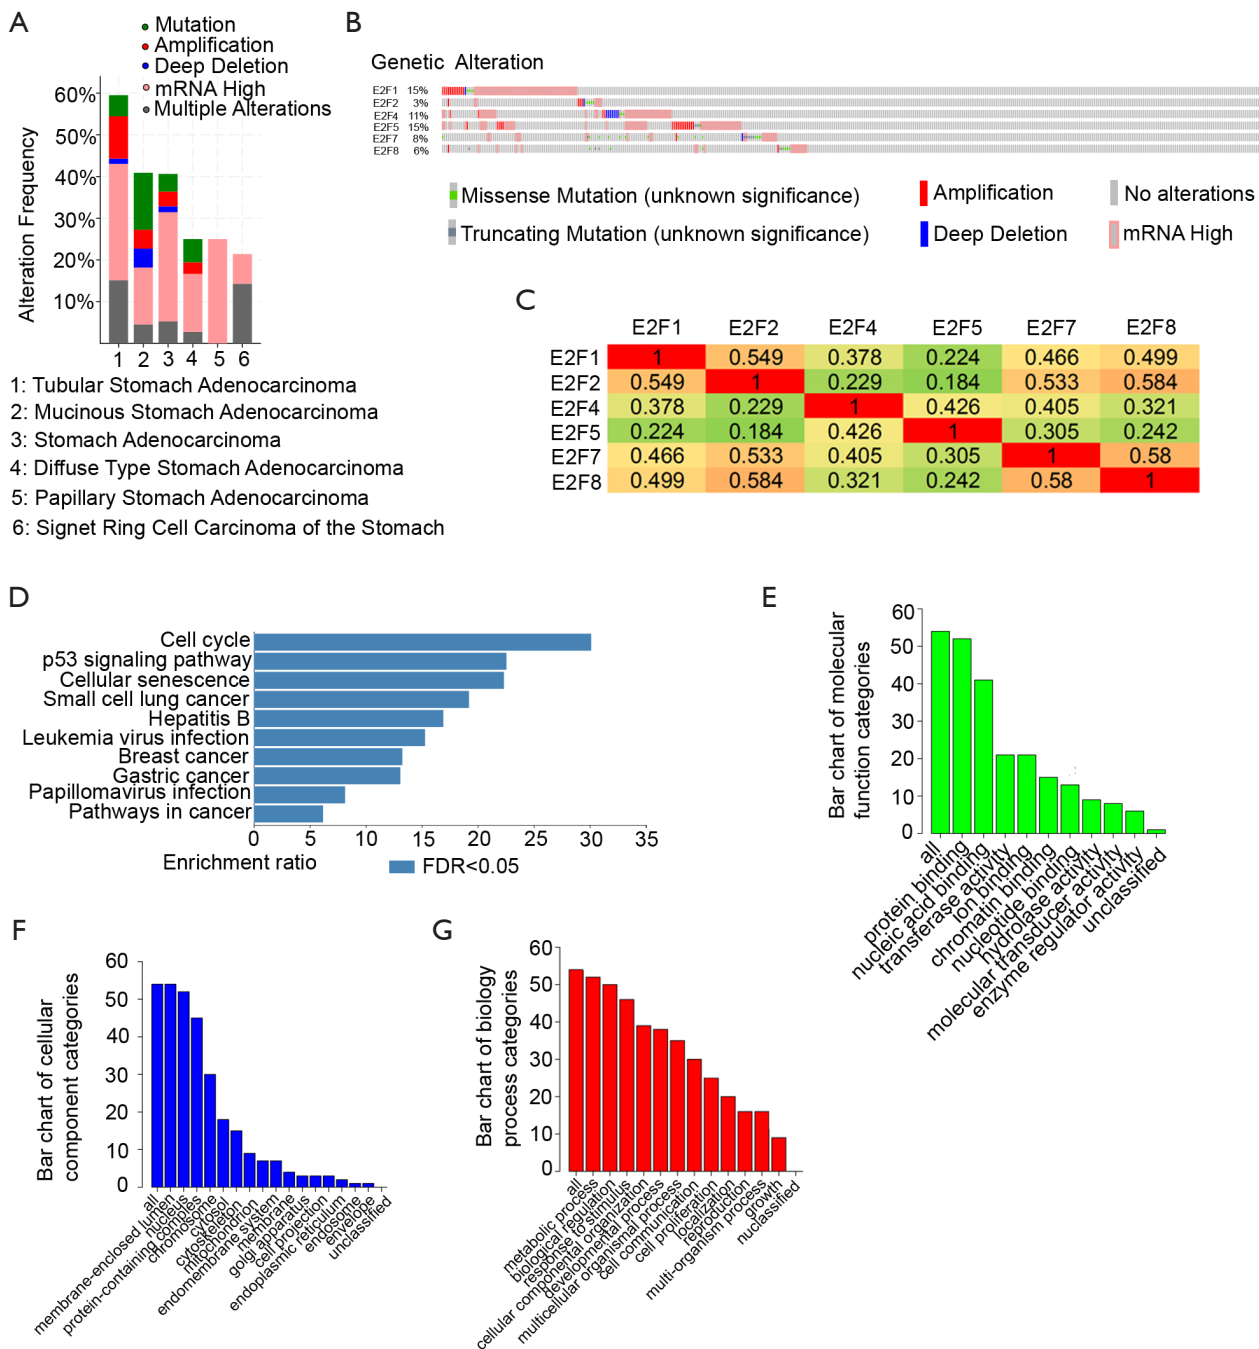 A
Mutation
Amplification
Deep Deletion
mRNA High
Multiple Alterations
Alteration Frequency
60%
50%
40%
30%
20%
10%
1 2 3 4 5 6
1: Tubular Stomach Adenocarcinoma
2: Mucinous Stomach Adenocarcinoma
3: Stomach Adenocarcinoma
4: Diffuse Type Stomach Adenocarcinoma
5: Papillary Stomach Adenocarcinoma
6: Signet Ring Cell Carcinoma of the Stomach
B
Genetic Alteration
E2F1 15%
E2F2 3%
E2F4 11%
E2F5 15%
E2F7 8%
E2F8 6%
Missense Mutation (unknown significance)
Amplification
No alterations
Truncating Mutation (unknown significance)
Deep Deletion
mRNA High
C
E2F1 E2F2 E2F4 E2F5 E2F7 E2F8
E2F1 1 0.549 0.378 0.224 0.466 0.499
E2F2 0.549 1 0.229 0.184 0.533 0.584
E2F4 0.378 0.229 1 0.426 0.405 0.321
E2F5 0.224 0.184 0.426 1 0.305 0.242
E2F7 0.466 0.533 0.405 0.305 1 0.58
E2F8 0.499 0.584 0.321 0.242 0.58 1
D
Cell cycle
p53 signaling pathway
Cellular senescence
Small cell lung cancer
Hepatitis B
Leukemia virus infection
Breast cancer
Gastric cancer
Papillomavirus infection
Pathways in cancer
0 5 10 15 20 25 30 35
Enrichment ratio
FDR<0.05
E
Bar chart of molecular
function categories
60
50
40
30
20
10
0
all
protein binding
nucleic acid binding
transferase activity
ion binding
chromatin binding
nucleotide binding
hydrolase activity
molecular transducer activity
enzyme regulator activity
unclassified
F
Bar chart of cellular
component categories
60
50
40
30
20
10
0
all
membrane-enclosed lumen
nucleus
protein-containing complex
chromosome
cytosol
cytoskeleton
mitochondrion
endomembrane system
membrane
golgi apparatus
cell projection
endoplasmic reticulum
endosome
envelope
unclassified
G
Bar chart of biology
process categories
60
50
40
30
20
10
0
all
metabolic process
biological regulation
response to stimulus
cellular componental organization
developmental process
multicellular organismal process
cell communication
cell proliferation
localization
reproduction
multi-organism process
growth
nuclassified